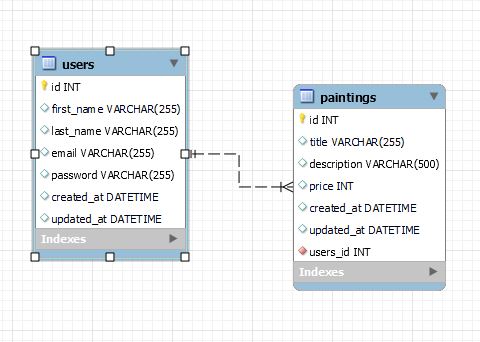 users
id INT
first_name VARCHAR(255)
last_name VARCHAR(255)
email VARCHAR(255)
password VARCHAR(255)
created_at DATETIME
updated_at DATETIME
Indexes
paintings
id INT
title VARCHAR(255)
description VARCHAR(500)
price INT
created_at DATETIME
updated_at DATETIME
users_id INT
Indexes